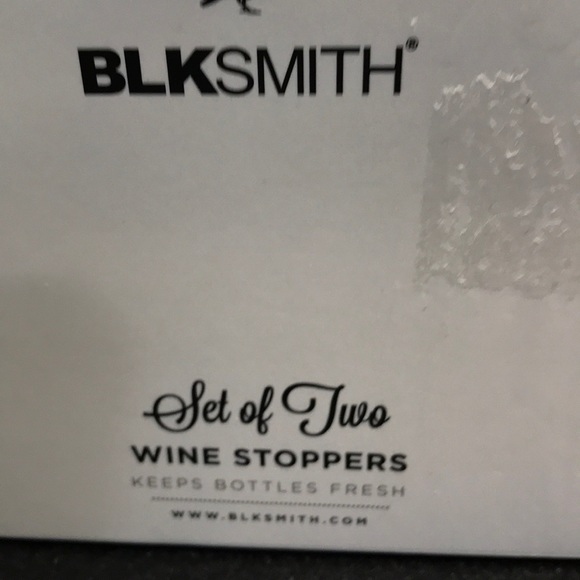 BLKSMITH®
Set of Two
WINE STOPPERS
KEEPS BOTTLES FRESH
WWW.BLKSMITH.COM